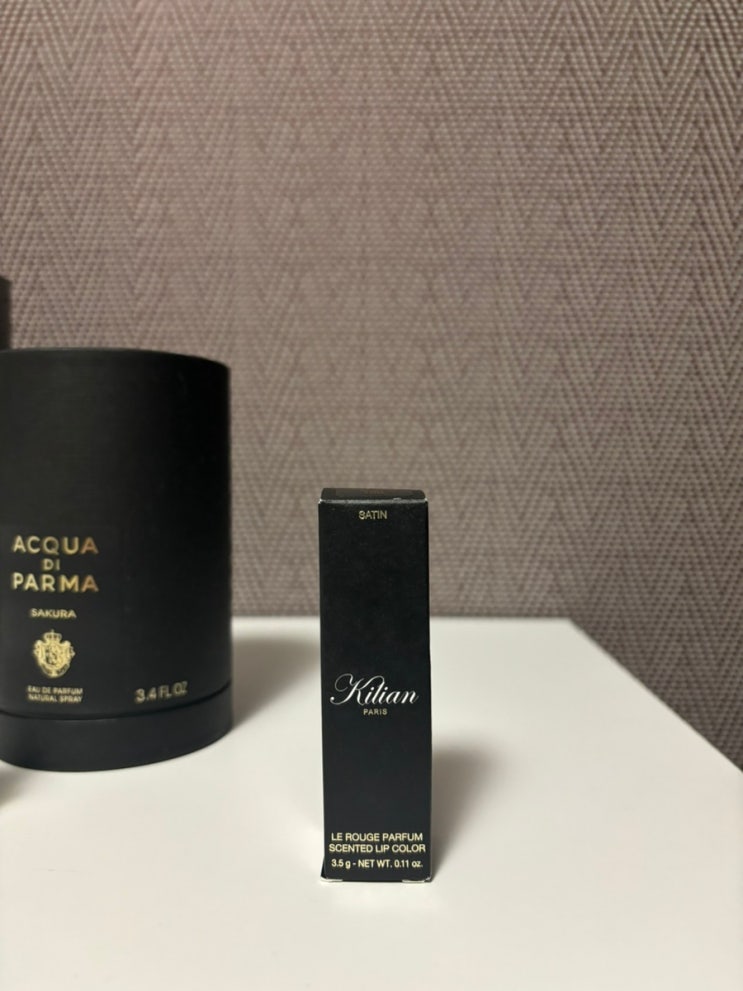 ACQUA
DI
PARMA
SAKURA
EAU DE PARFUM
NATURAL SPRAY
3.4 FL OZ
SATIN
Kilian
PARIS
LE ROUGE PARFUM
SCENTED LIP COLOR
3.5 g - NET WT. 0.11 oz.